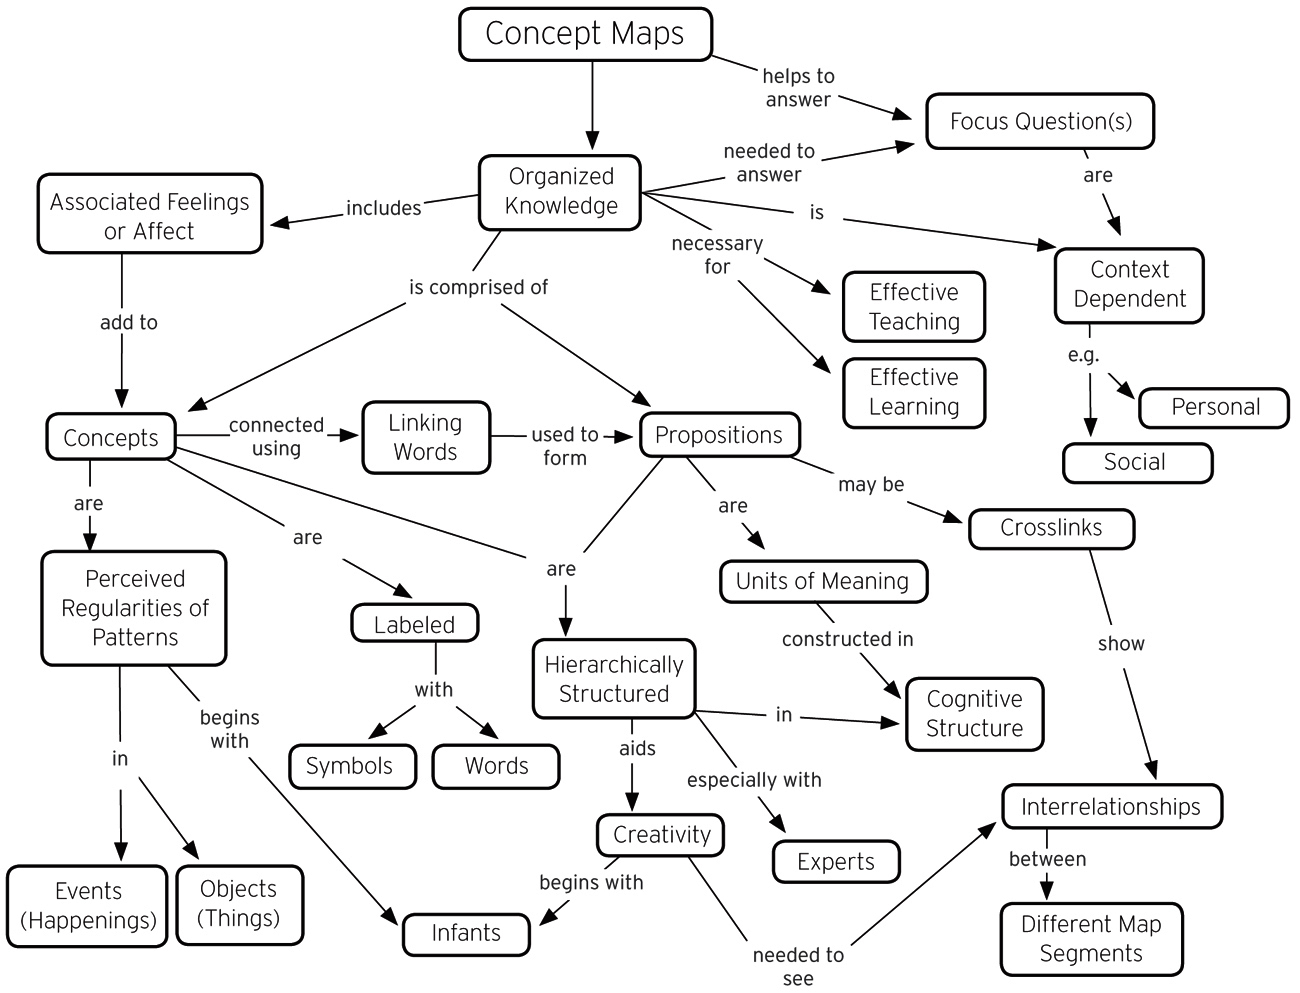 Concept Maps
helps to
answer
Focus Question(s)
needed to
answer
are
Organized
Knowledge
Associated Feelings
or Affect
includes
is
necessary
for
Context
Dependent
is comprised of
Effective
Teaching
add to
e.g.
Effective
Learning
Personal
Concepts
connected
using
Linking
Words
used to
form
Propositions
Social
may be
are
are
are
Crosslinks
are
Perceived
Regularities of
Patterns
Labeled
Units of Meaning
constructed in
show
Hierarchically
Structured
with
Cognitive
Structure
in
begins
with
in
aids
Symbols
Words
especially with
Interrelationships
Creativity
Experts
between
begins with
Events
(Happenings)
Objects
(Things)
Infants
needed to
see
Different Map
Segments